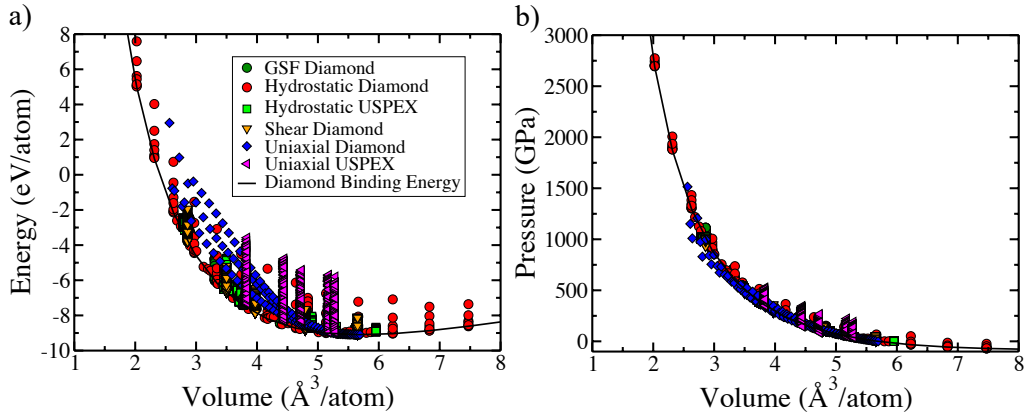 a)
8
6
4
2
0
-2
-4
-6
-8
-10
Energy (eV/atom)
GSF Diamond
Hydrostatic Diamond
Hydrostatic USPEX
Shear Diamond
Uniaxial Diamond
Uniaxial USPEX
Diamond Binding Energy
1 2 3 4 5 6 7 8
Volume (Å³/atom)
b)
3000
2500
2000
1500
1000
500
0
Pressure (GPa)
1 2 3 4 5 6 7 8
Volume (Å³/atom)